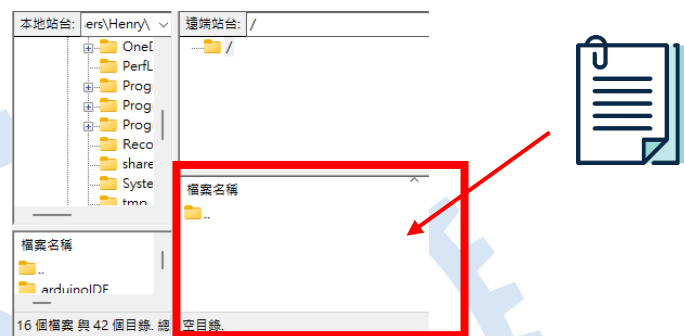 本地站台: ers\Henry\
OneD
PerfL
Prog
Prog
Prog
Reco
share
Syste
tmp
檔案名稱
..
arduinoIDE
16 個檔案 與 42 個目錄. 總
遠端站台: /
/
檔案名稱
..
空目錄.